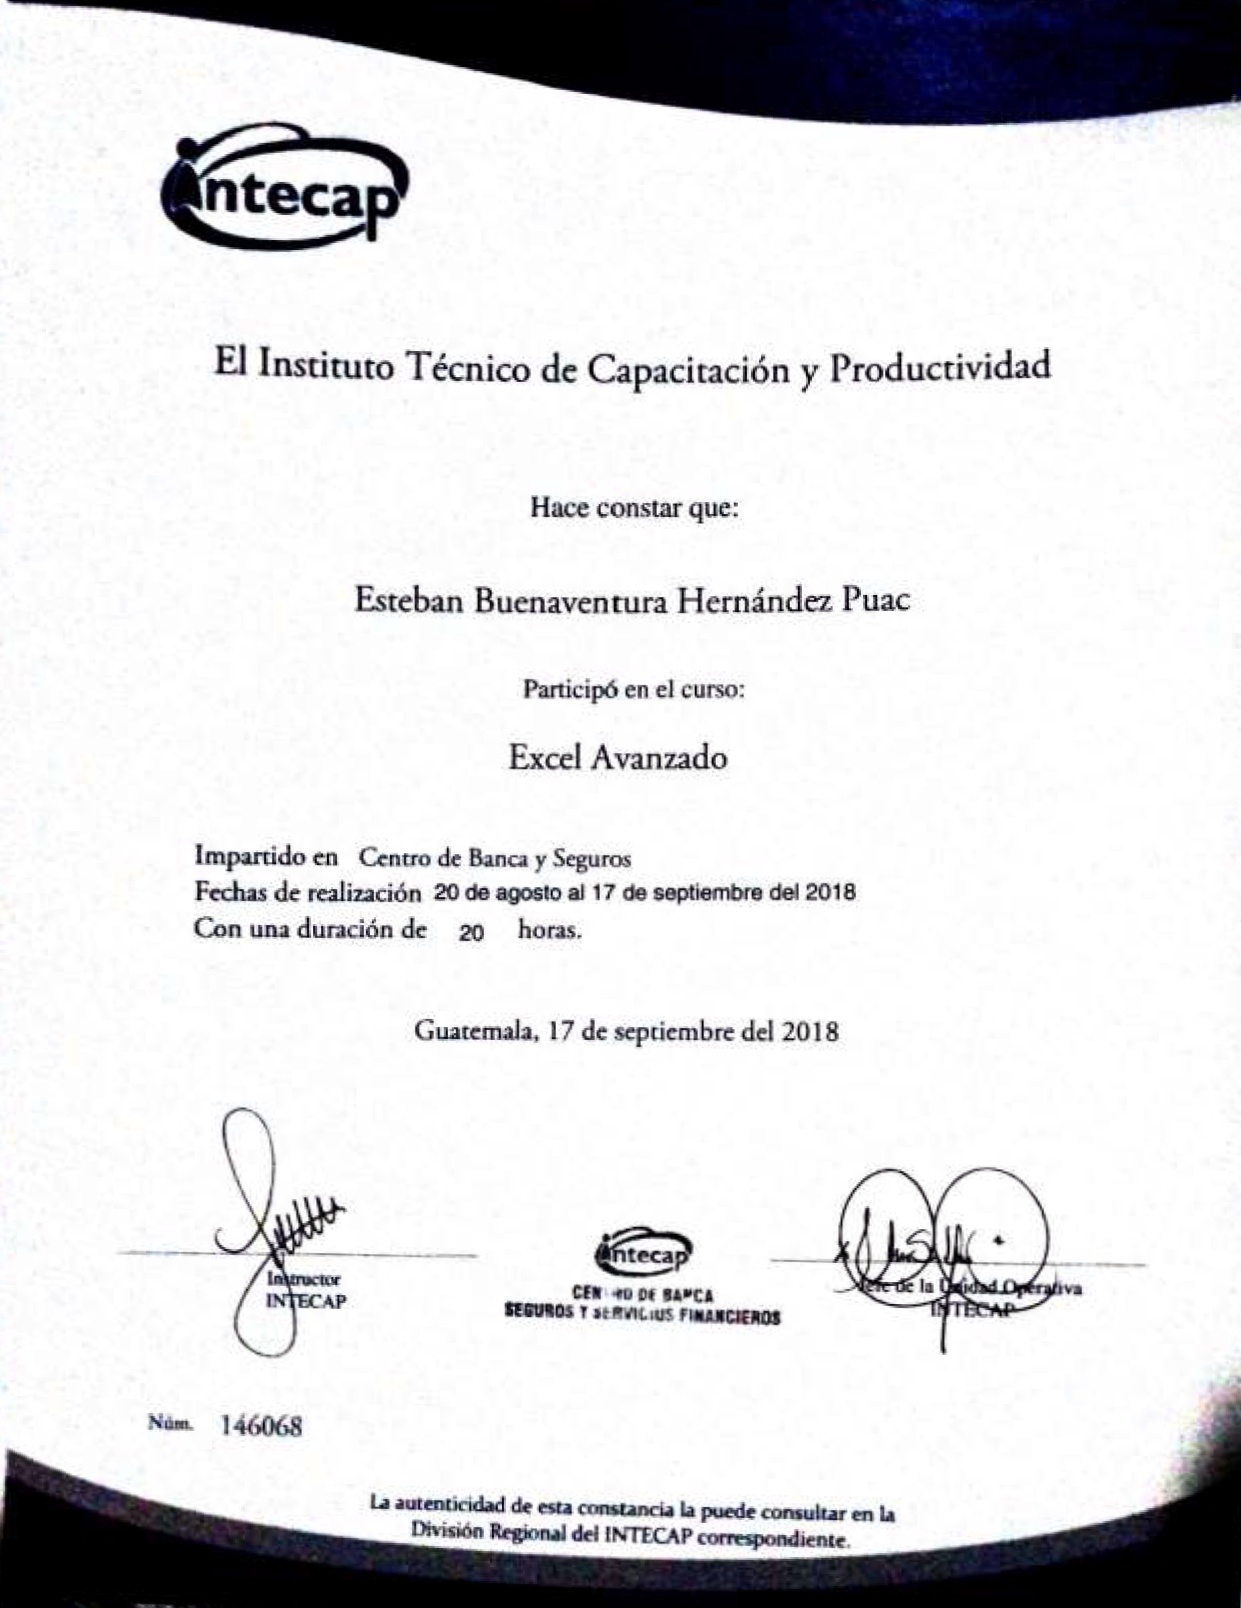 intecap
El Instituto Técnico de Capacitación y Productividad
Hace constar que:
Esteban Buenaventura Hernández Puac
Participó en el curso:
Excel Avanzado
Impartido en Centro de Banca y Seguros
Fechas de realización 20 de agosto al 17 de septiembre del 2018
Con una duración de 20 horas.
Guatemala, 17 de septiembre del 2018
Instructor
INTECAP
intecap
CENTRO DE BANCA
SEGUROS Y SERVICIOS FINANCIEROS
Jefe de la Unidad Operativa
INTECAP
Núm. 146068
La autenticidad de esta constancia la puede consultar en la
División Regional del INTECAP correspondiente.